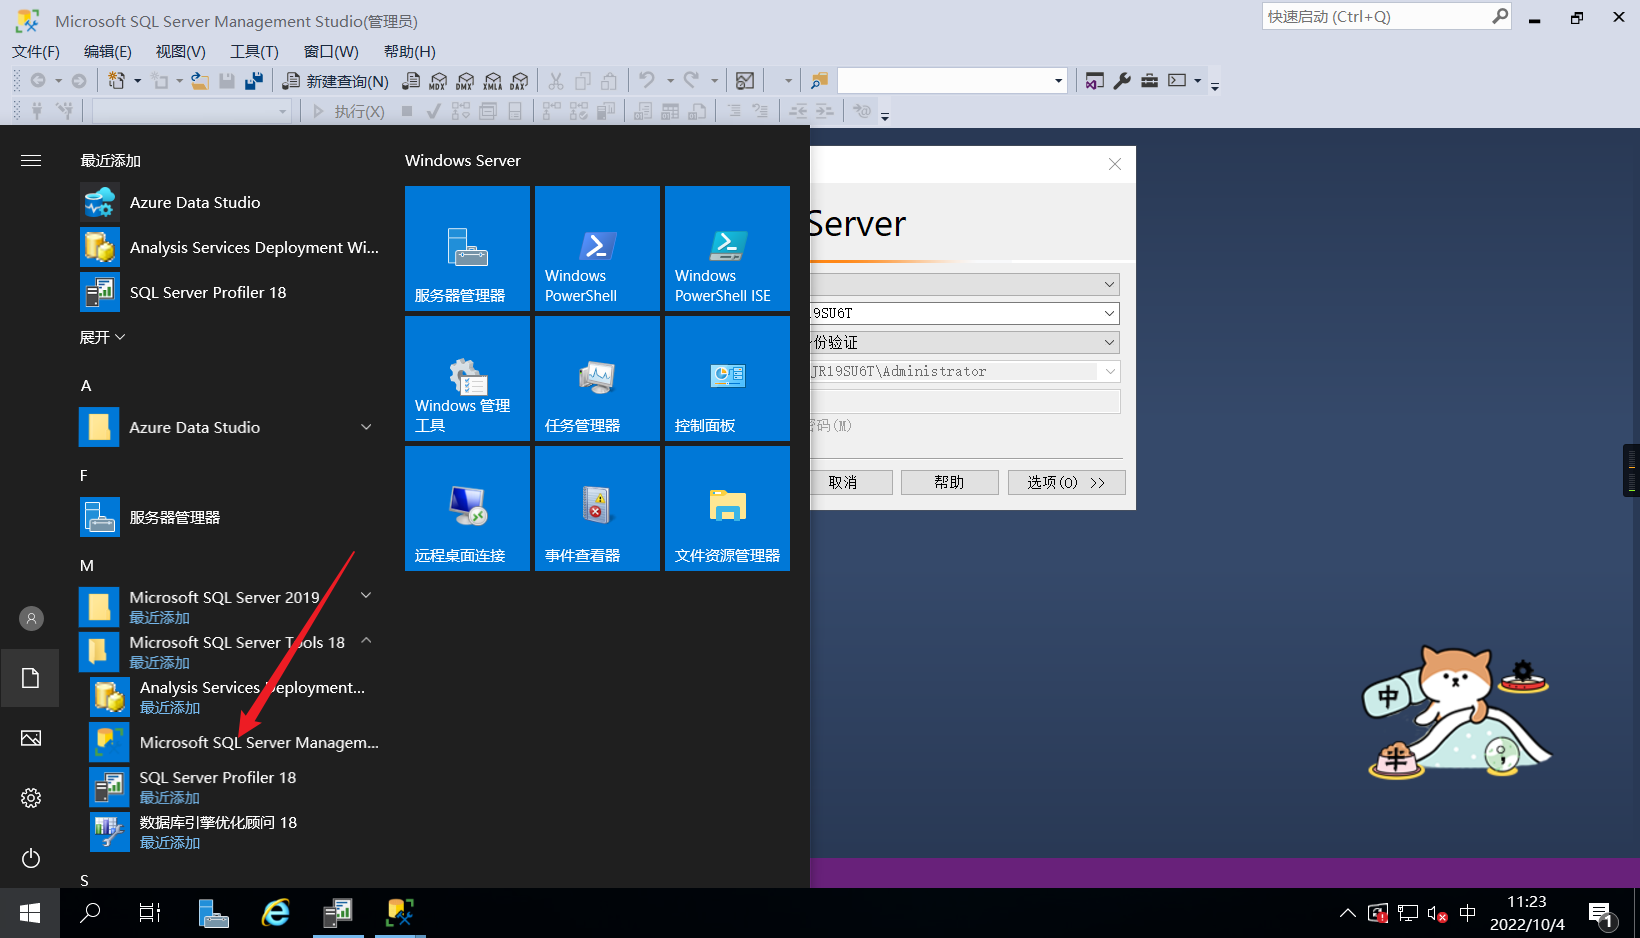 Microsoft SQL Server Management Studio(管理员)
快速启动 (Ctrl+Q)
文件(F) 编辑(E) 视图(V) 工具(T) 窗口(W) 帮助(H)
新建查询(N)
MDX DMX XMLA DAX
执行(X)
最近添加
Azure Data Studio
Analysis Services Deployment Wi...
SQL Server Profiler 18
展开
A
Azure Data Studio
F
服务器管理器
M
Microsoft SQL Server 2019
最近添加
Microsoft SQL Server Tools 18
最近添加
Analysis Services Deployment...
最近添加
Microsoft SQL Server Managem...
SQL Server Profiler 18
最近添加
数据库引擎优化顾问 18
最近添加
S
Windows Server
服务器管理器
Windows PowerShell
Windows PowerShell ISE
Windows 管理工具
任务管理器
控制面板
远程桌面连接
事件查看器
文件资源管理器
Server
19SU6T
份验证
JR19SU6T\Administrator
密码(M)
取消
帮助
选项(O) >>
中
半
中
11:23
2022/10/4
1